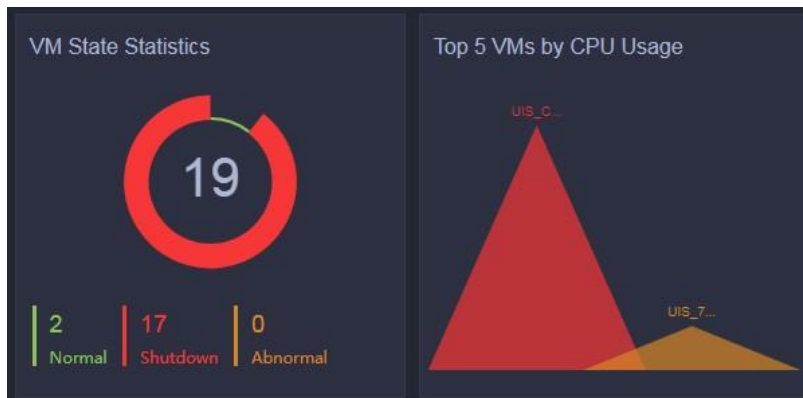 VM State Statistics
19
2
Normal
17
Shutdown
0
Abnormal
Top 5 VMs by CPU Usage
UIS_C...
UIS_7...